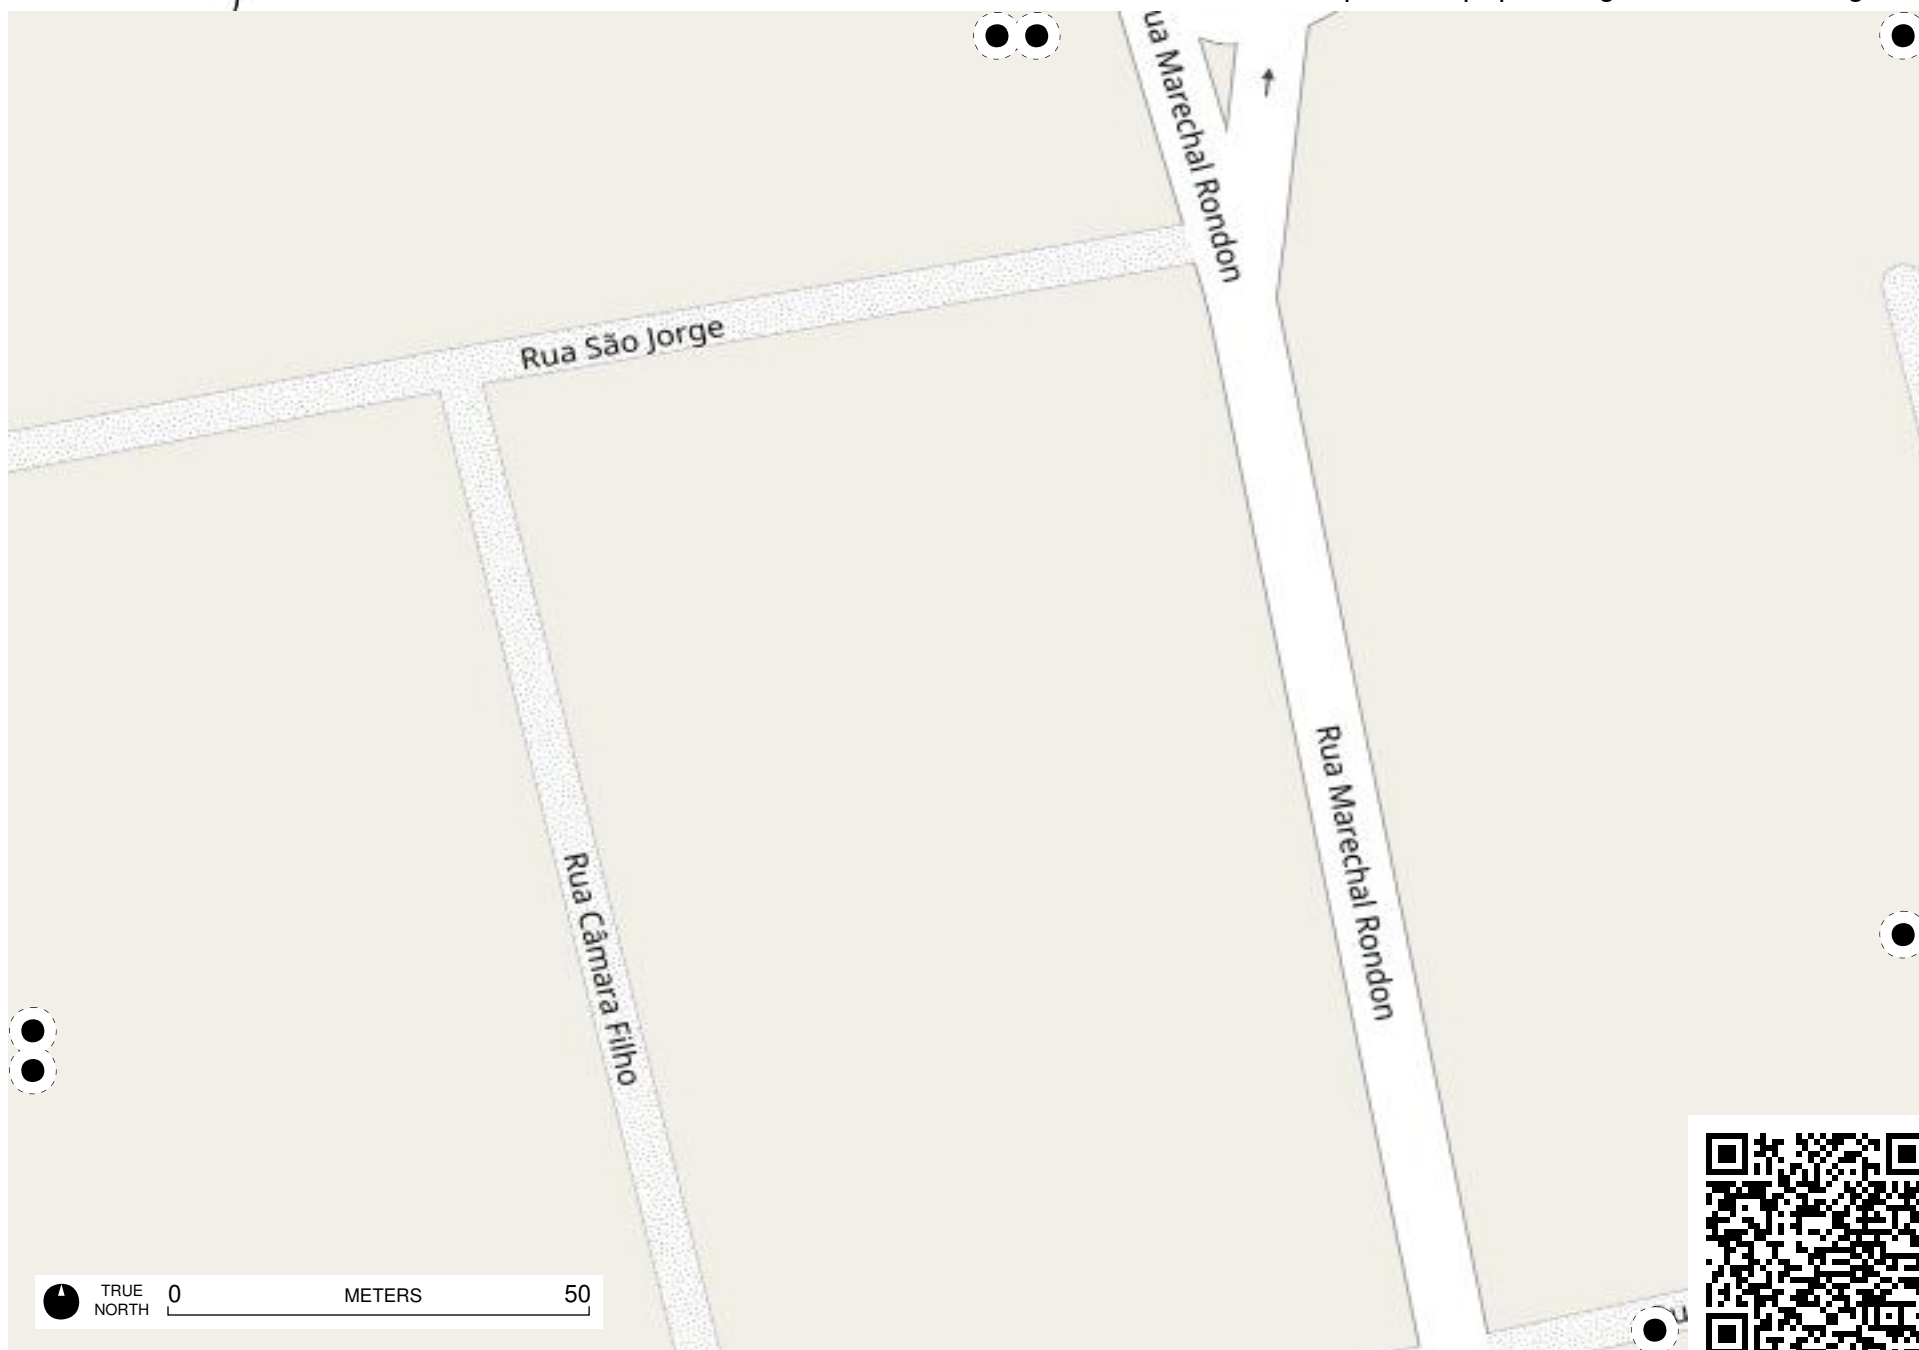 ua Marechal Rondon
Rua São Jorge
Rua Marechal Rondon
Rua Câmara Filho
TRUE NORTH
0 METERS 50